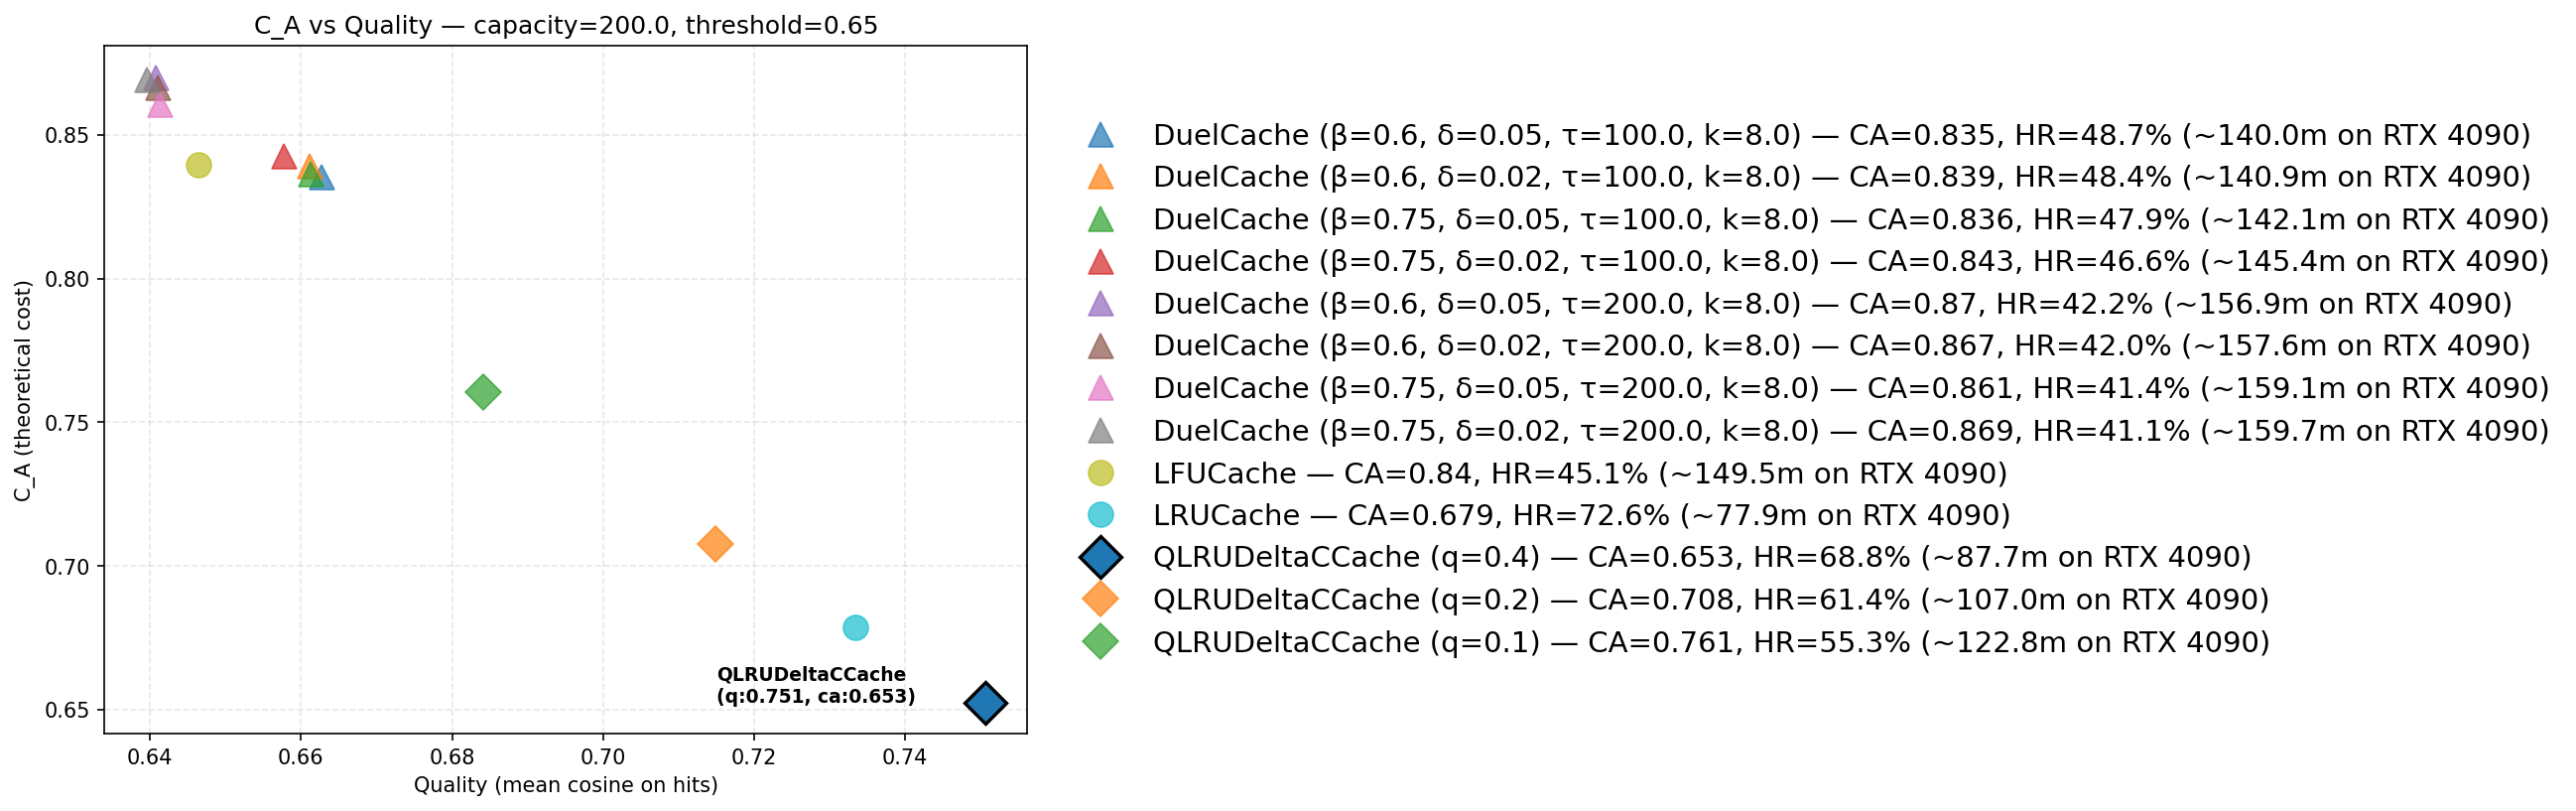 C_A vs Quality — capacity=200.0, threshold=0.65
C_A (theoretical cost)
0.85
0.80
0.75
0.70
0.65
QLRUDeltaCCache
(q:0.751, ca:0.653)
0.64 0.66 0.68 0.70 0.72 0.74
Quality (mean cosine on hits)
DuelCache (β=0.6, δ=0.05, τ=100.0, k=8.0) — CA=0.835, HR=48.7% (~140.0m on RTX 4090)
DuelCache (β=0.6, δ=0.02, τ=100.0, k=8.0) — CA=0.839, HR=48.4% (~140.9m on RTX 4090)
DuelCache (β=0.75, δ=0.05, τ=100.0, k=8.0) — CA=0.836, HR=47.9% (~142.1m on RTX 4090)
DuelCache (β=0.75, δ=0.02, τ=100.0, k=8.0) — CA=0.843, HR=46.6% (~145.4m on RTX 4090)
DuelCache (β=0.6, δ=0.05, τ=200.0, k=8.0) — CA=0.87, HR=42.2% (~156.9m on RTX 4090)
DuelCache (β=0.6, δ=0.02, τ=200.0, k=8.0) — CA=0.867, HR=42.0% (~157.6m on RTX 4090)
DuelCache (β=0.75, δ=0.05, τ=200.0, k=8.0) — CA=0.861, HR=41.4% (~159.1m on RTX 4090)
DuelCache (β=0.75, δ=0.02, τ=200.0, k=8.0) — CA=0.869, HR=41.1% (~159.7m on RTX 4090)
LFUCache — CA=0.84, HR=45.1% (~149.5m on RTX 4090)
LRUCache — CA=0.679, HR=72.6% (~77.9m on RTX 4090)
QLRUDeltaCCache (q=0.4) — CA=0.653, HR=68.8% (~87.7m on RTX 4090)
QLRUDeltaCCache (q=0.2) — CA=0.708, HR=61.4% (~107.0m on RTX 4090)
QLRUDeltaCCache (q=0.1) — CA=0.761, HR=55.3% (~122.8m on RTX 4090)